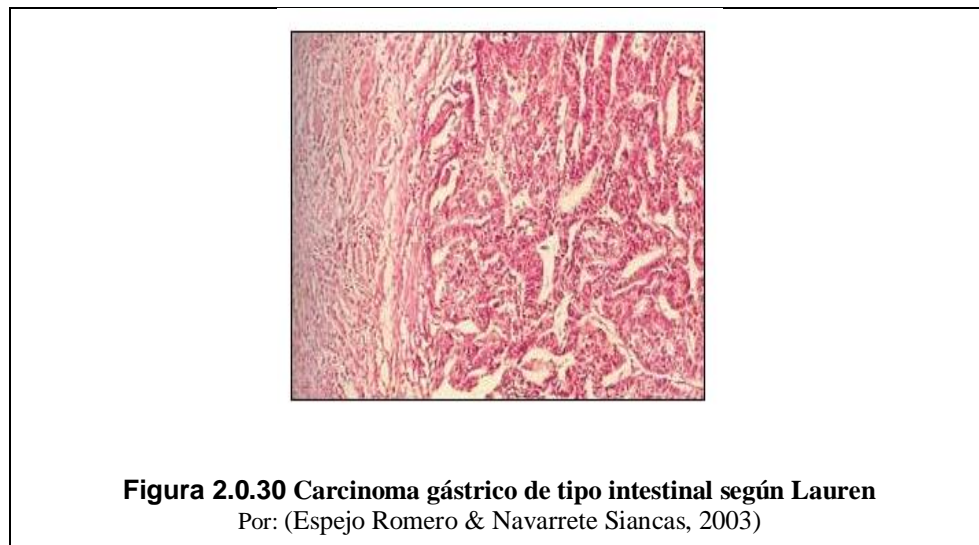 Figura 2.0.30 Carcinoma gástrico de tipo intestinal según Lauren
Por: (Espejo Romero & Navarrete Siancas, 2003)